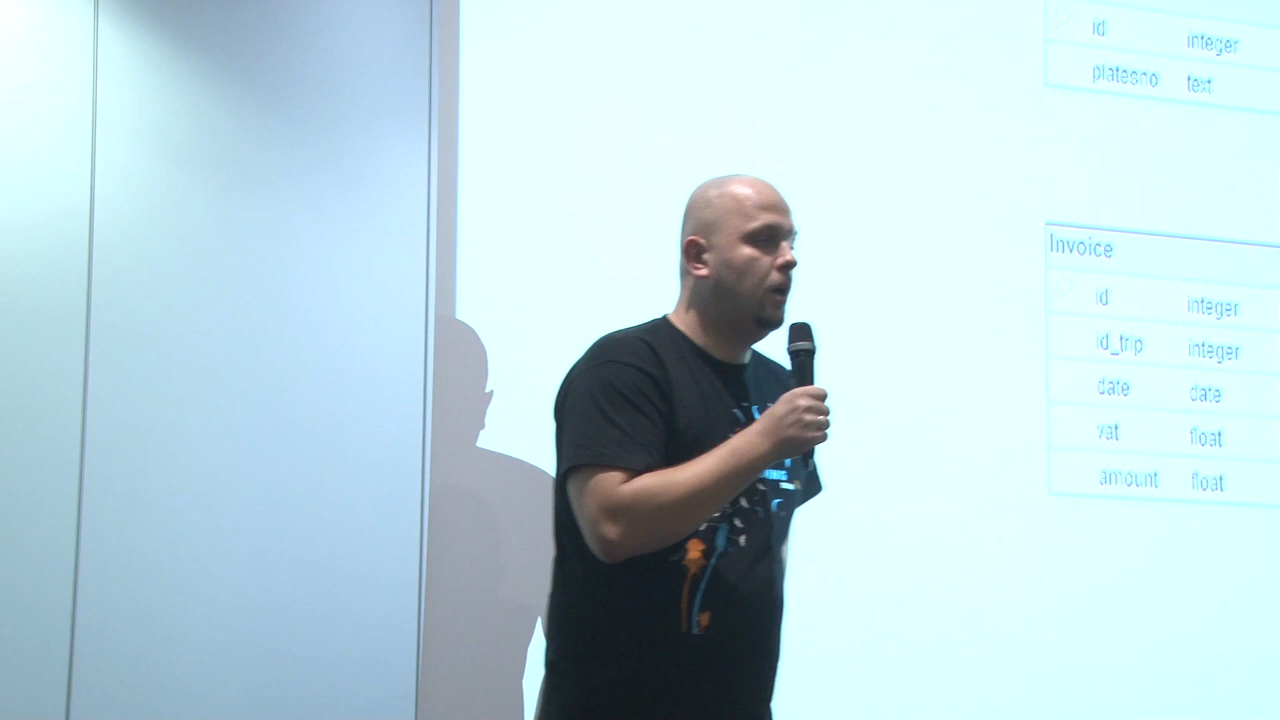 id integer
platesno text
Invoice
id integer
id_trip integer
date date
vat float
amount float